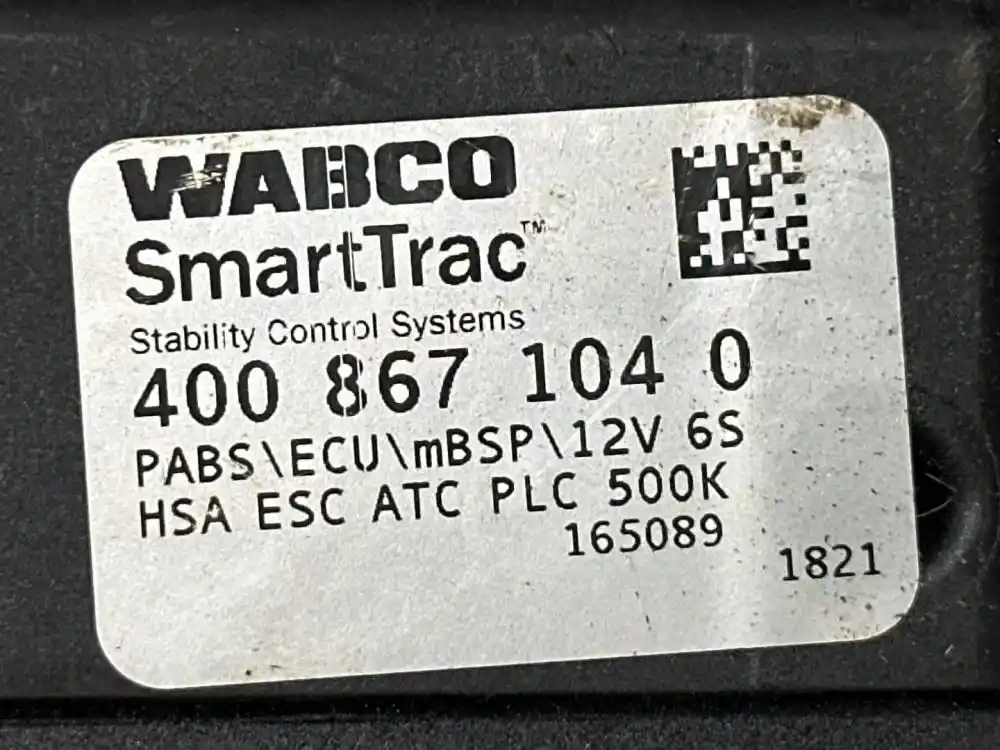 WABCO
SmartTrac™
Stability Control Systems
400 867 104 0
PABS\ECU\mBSP\12V 6S
HSA ESC ATC PLC 500K
165089
1821